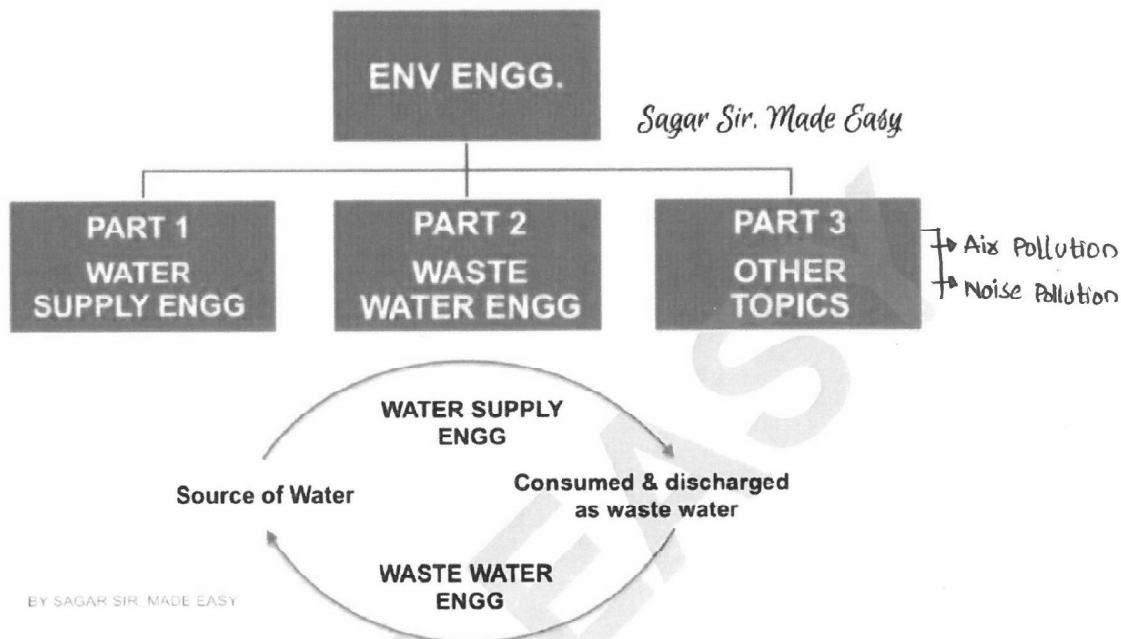 ENV ENGG.
Sagar Sir. Made Easy
PART 1
WATER
SUPPLY ENGG
PART 2
WASTE
WATER ENGG
PART 3
OTHER
TOPICS
Air Pollution
Noise Pollution
WATER SUPPLY
ENGG
Source of Water
Consumed & discharged
as waste water
WASTE WATER
ENGG
BY SAGAR SIR. MADE EASY
EASY